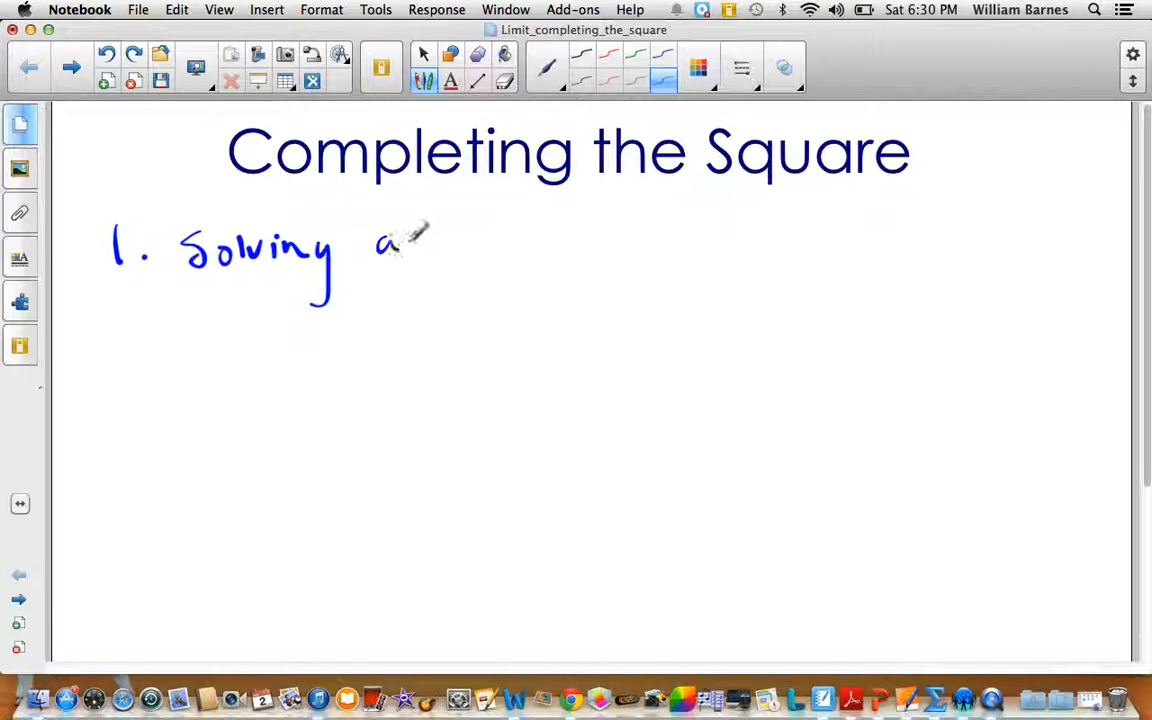 Notebook File Edit View Insert Format Tools Response Window Add-ons Help Sat 6:30 PM William Barnes
Limit_completing_the_square
Completing the Square
1. Solving a